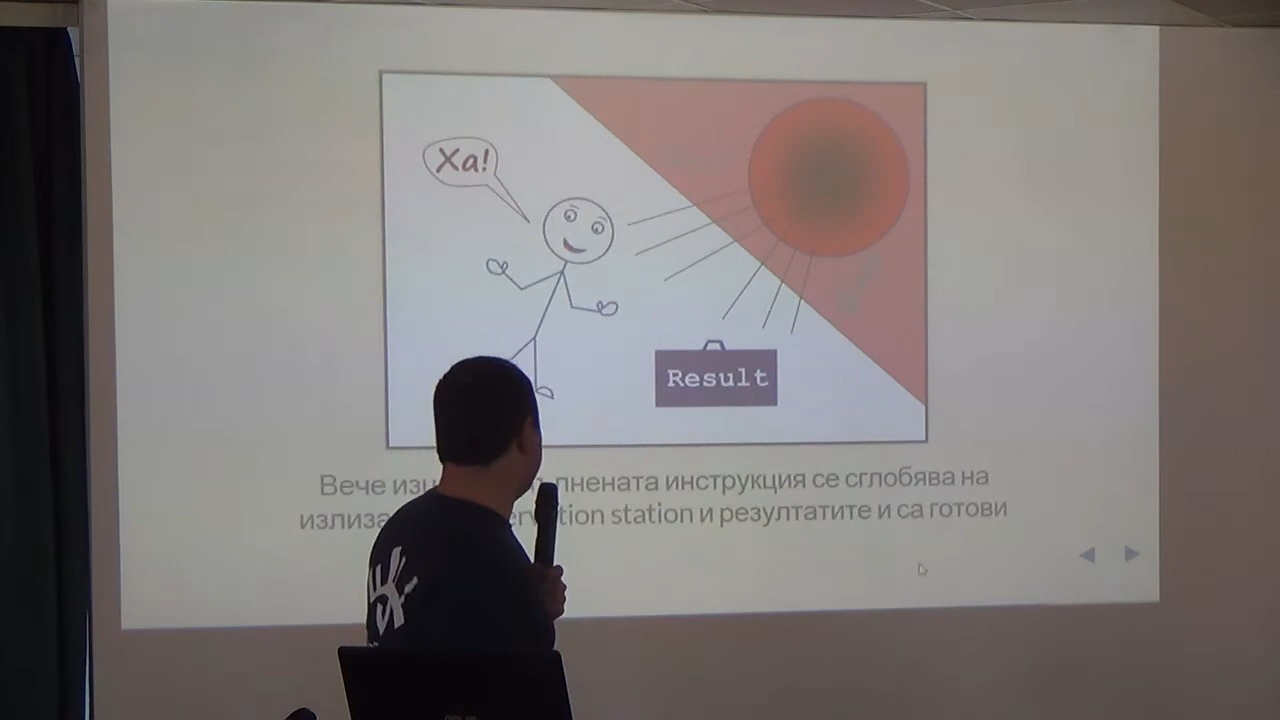 Ха!
Result
Вече инструкция се сглобява на
station и резултатите и са готови